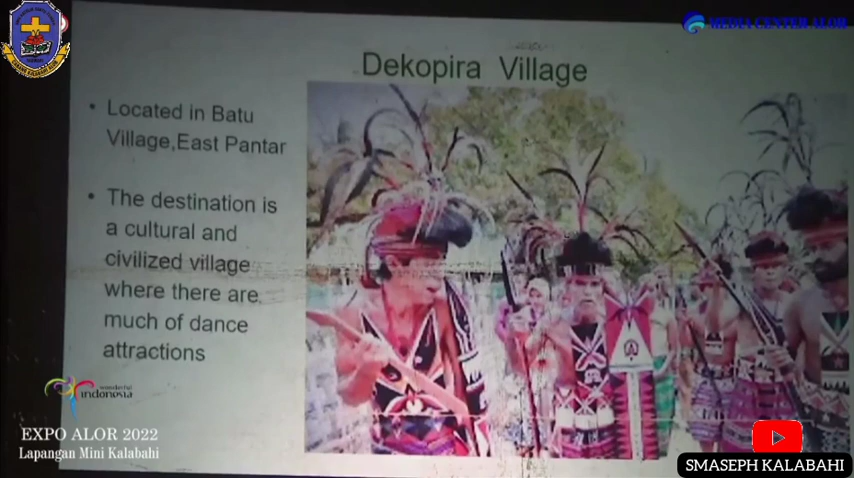 MEDIA CENTER ALOR
Dekopira Village
• Located in Batu
Village,East Pantar
• The destination is
a cultural and
civilized village
where there are
much of dance
attractions
wonderful
indonesia
EXPO ALOR 2022
Lapangan Mini Kalabahi
SMASEPH KALABAHI